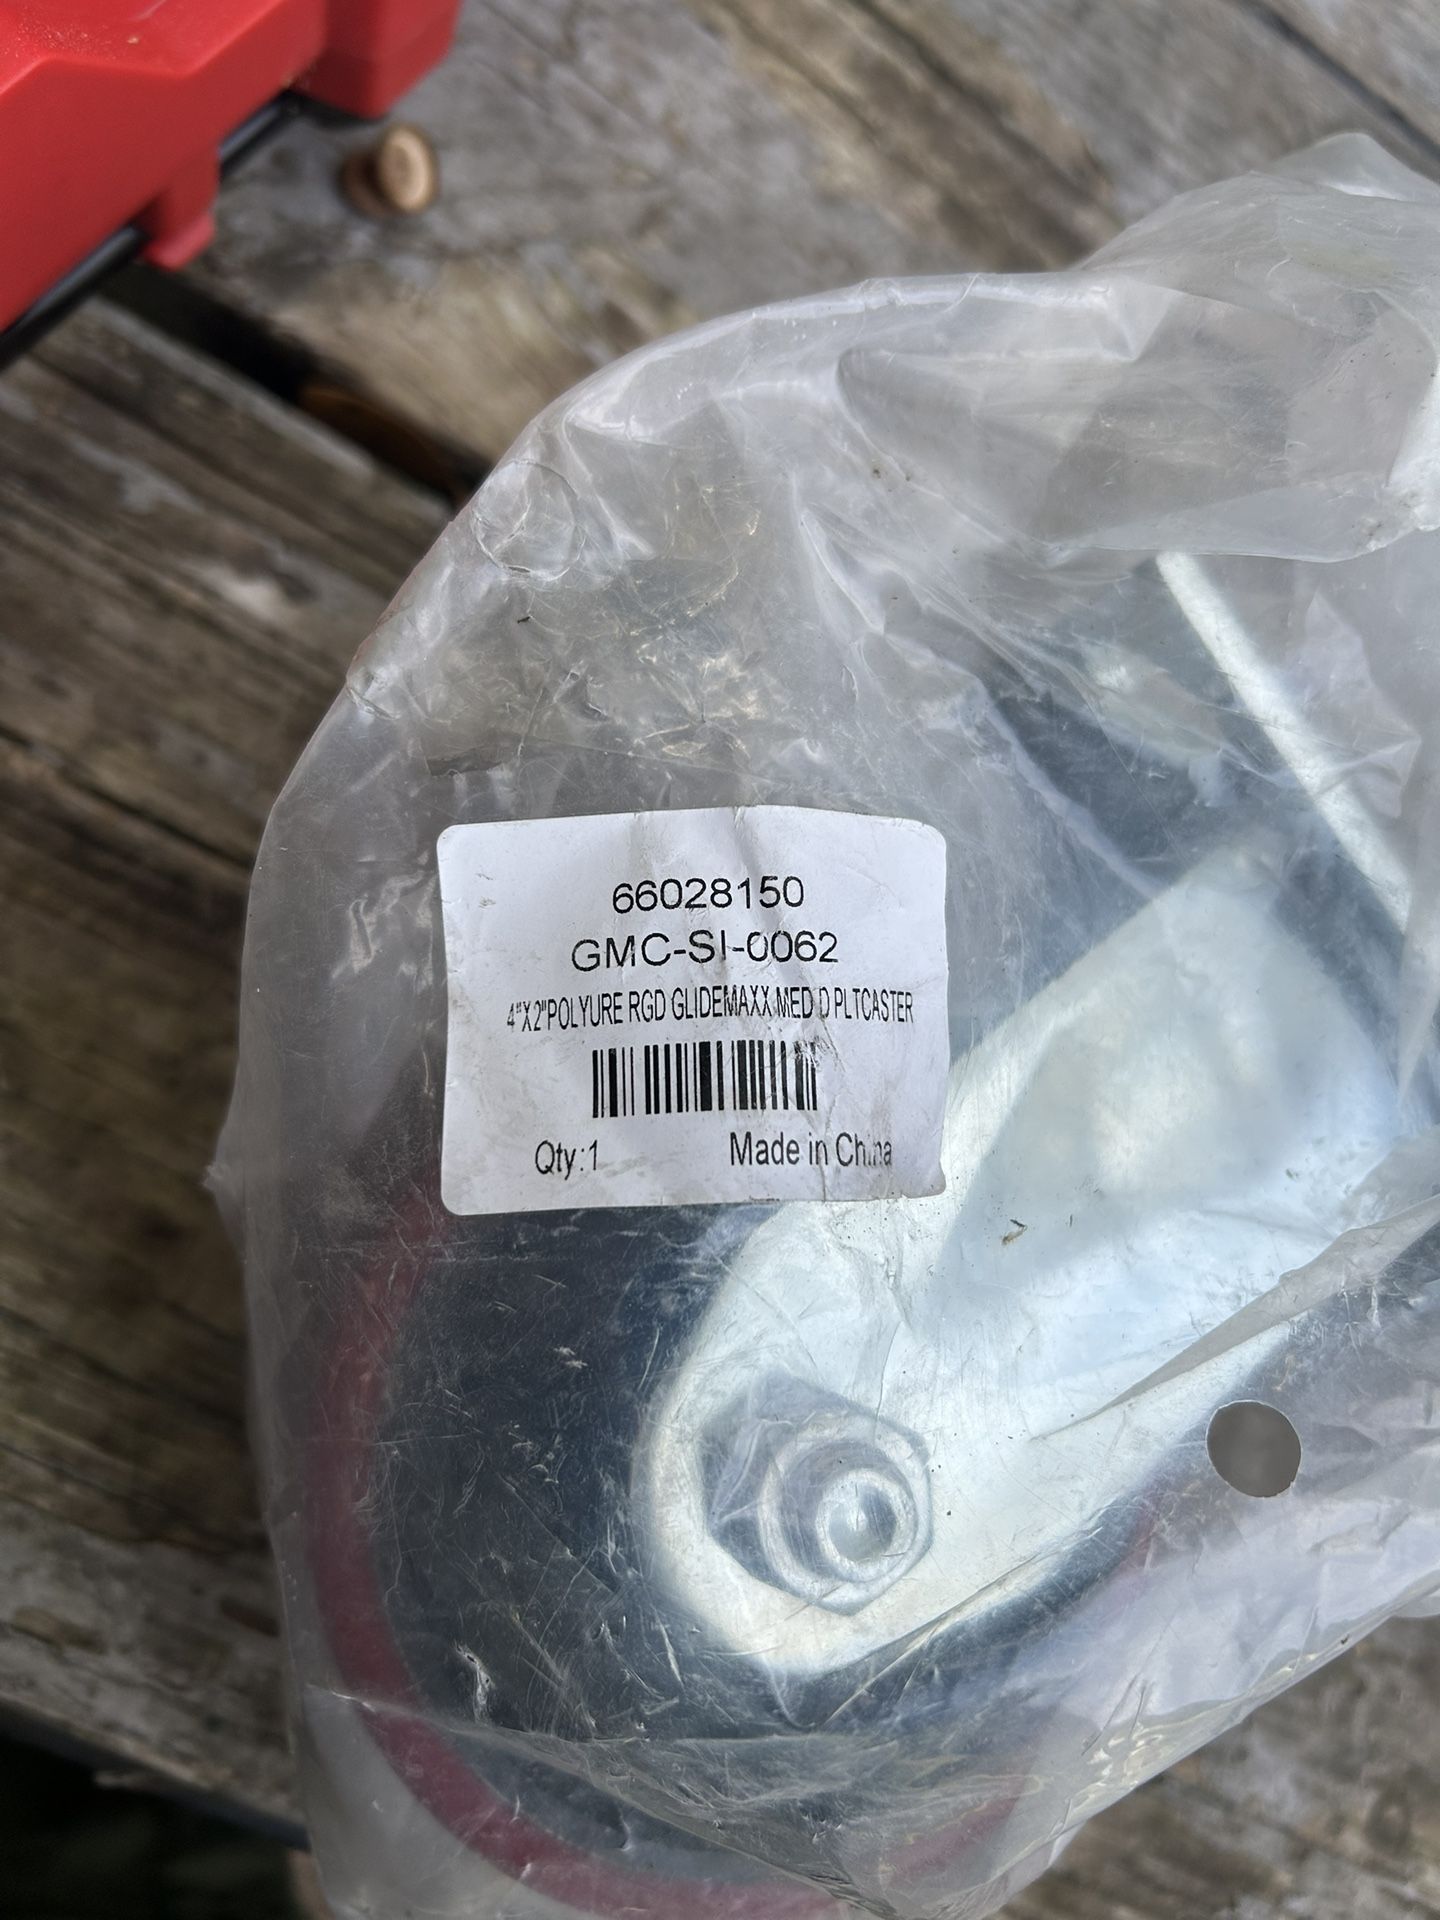 66028150
GMC-SI-0062
4"X2"POLYURE RGD GLIDEMAXX MED D PLTCASTER
Qty:1 Made in China